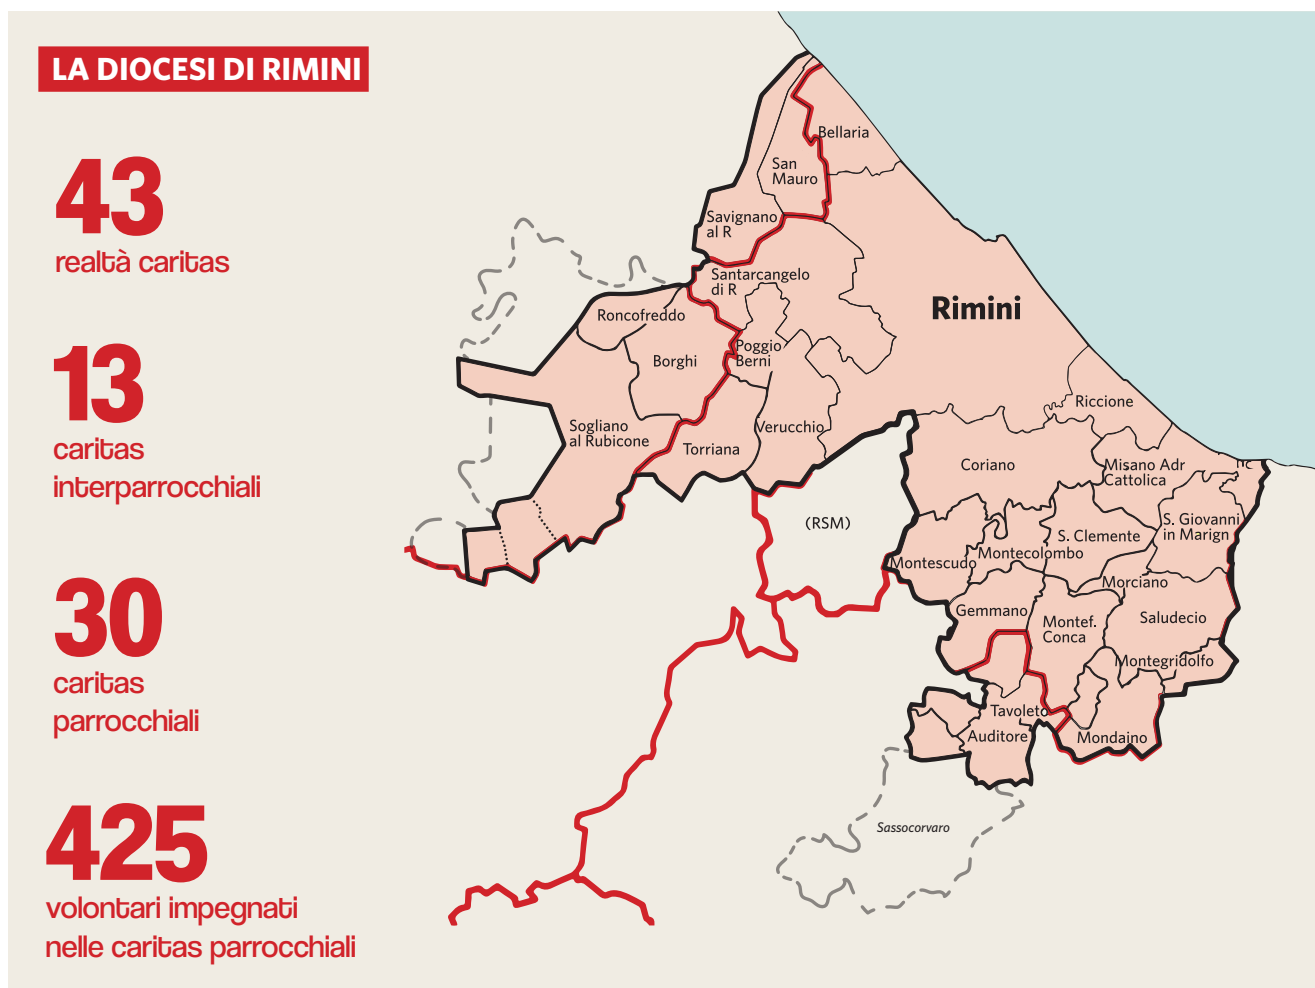 LA DIOCESI DI RIMINI
43
realtà caritas
13
caritas
interparrocchiali
30
caritas
parrocchiali
425
volontari impegnati
nelle caritas parrocchiali
Bellaria
San
Mauro
Savignano
al R
Santarcangelo
di R
Rimini
Roncofreddo
Poggio
Berni
Borghi
Riccione
Sogliano
al Rubicone
Verucchio
Torriana
Coriano
Misano Adr
Cattolica
(RSM)
S. Giovanni
in Marign
S. Clemente
Montecolombo
Montescudo
Morciano
Gemmano
Montef.
Conca
Saludecio
Montegridolfo
Tavoleto
Auditore
Mondaino
Sassocorvaro